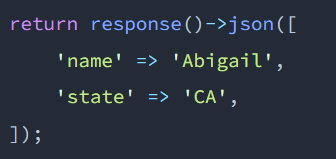 return response()->json([
    'name' => 'Abigail',
    'state' => 'CA',
]);